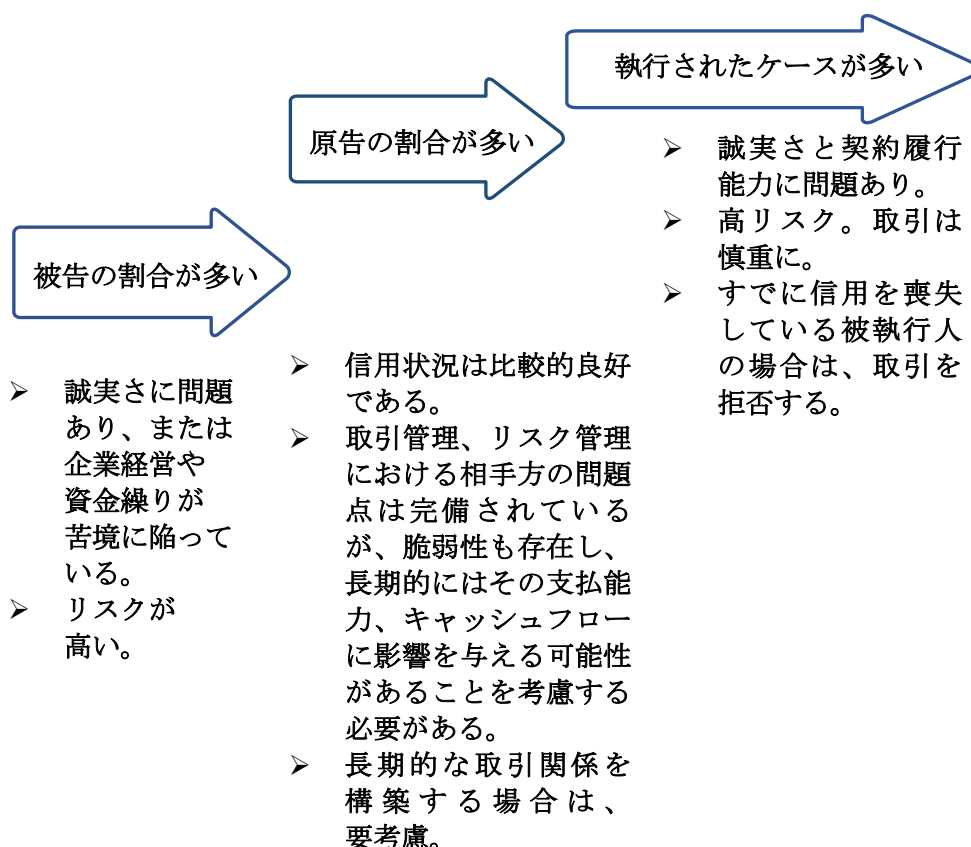 被告の割合が多い
➢ 誠実さに問題
あり、または
企業経営や
資金繰りが
苦境に陥って
いる。
➢ リスクが
高い。
原告の割合が多い
➢ 信用状況は比較的良好
である。
➢ 取引管理、リスク管理
における相手方の問題
点は完備されている
が、脆弱性も存在し、
長期的にはその支払能
力、キャッシュフロー
に影響を与える可能性
があることを考慮する
必要がある。
➢ 長期的な取引関係を
構築する場合は、
要考慮。
執行されたケースが多い
➢ 誠実さと契約履行
能力に問題あり。
➢ 高リスク。取引は
慎重に。
➢ すでに信用を喪失
している被執行人
の場合は、取引を
拒否する。